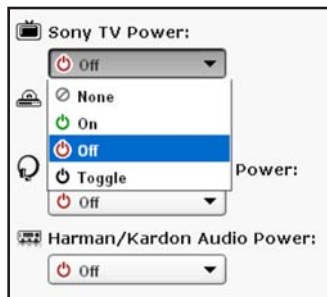 Sony TV Power:
Off
None
On
Off
Toggle
Power:
Off
Harman/Kardon Audio Power:
Off